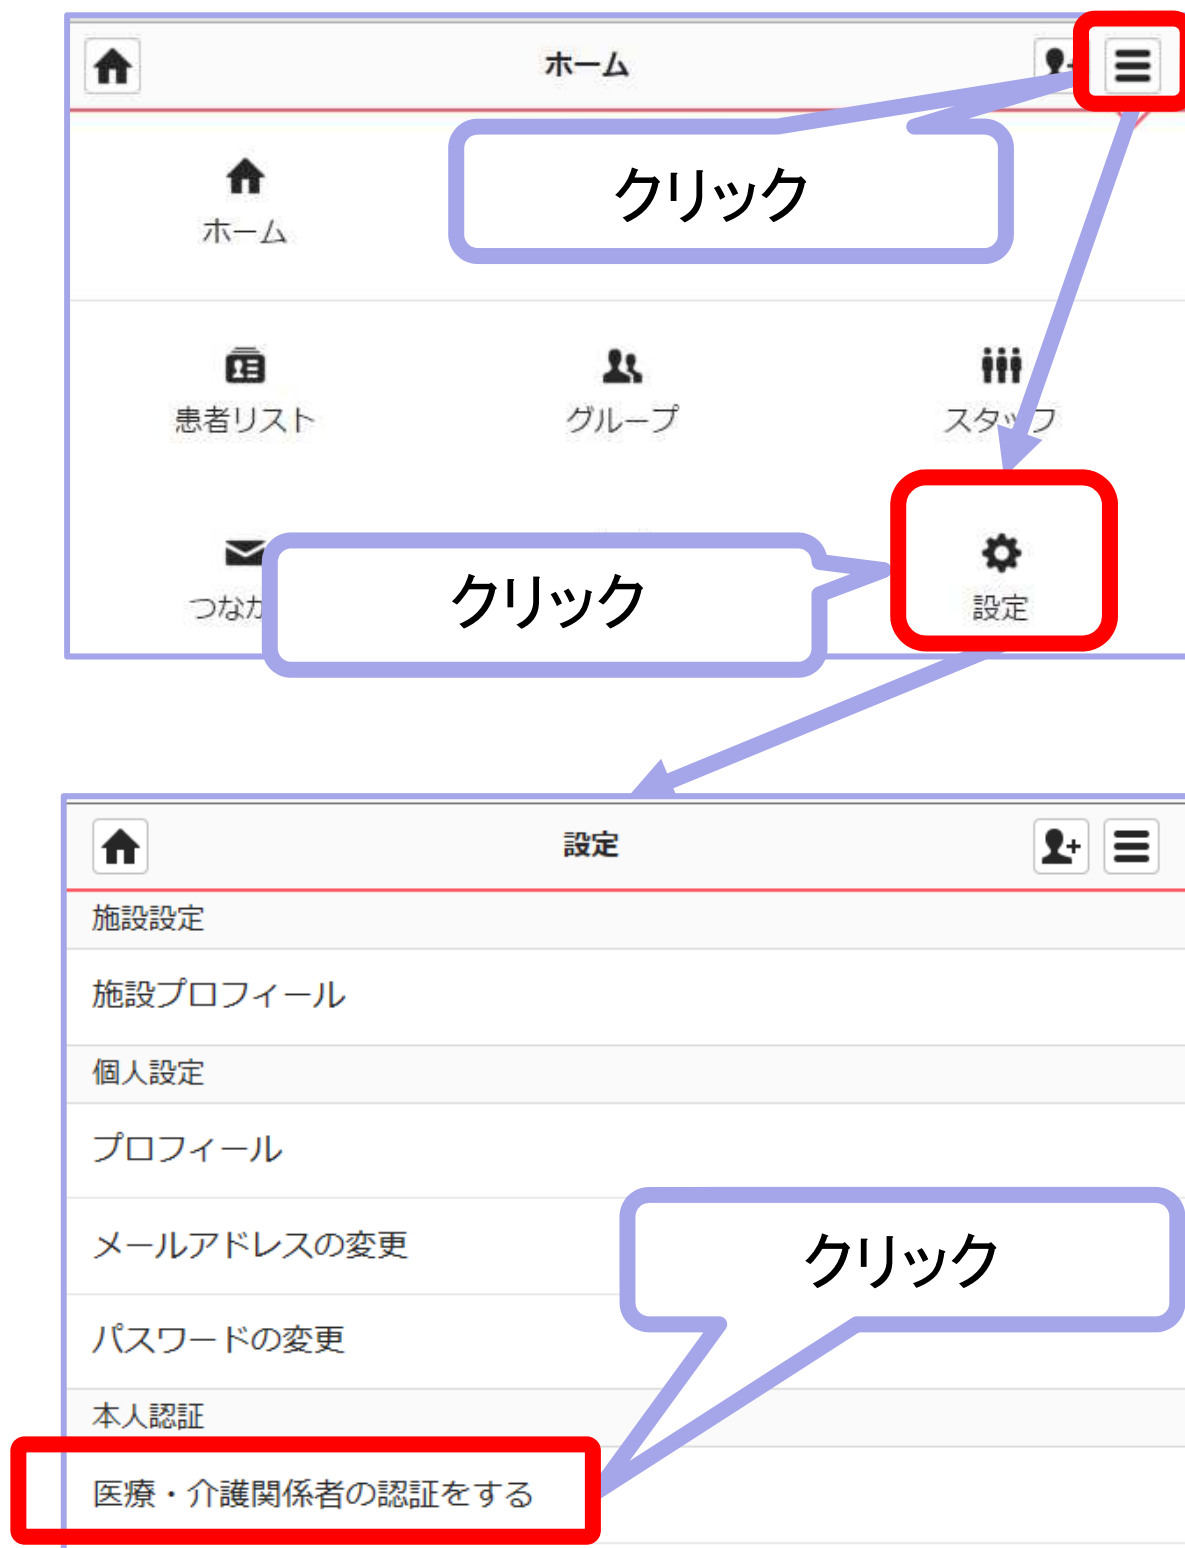 ホーム
クリック
ホーム
患者リスト
グループ
スタッフ
クリック
つなが
設定
設定
施設設定
施設プロフィール
個人設定
プロフィール
メールアドレスの変更
クリック
パスワードの変更
本人認証
医療・介護関係者の認証をする